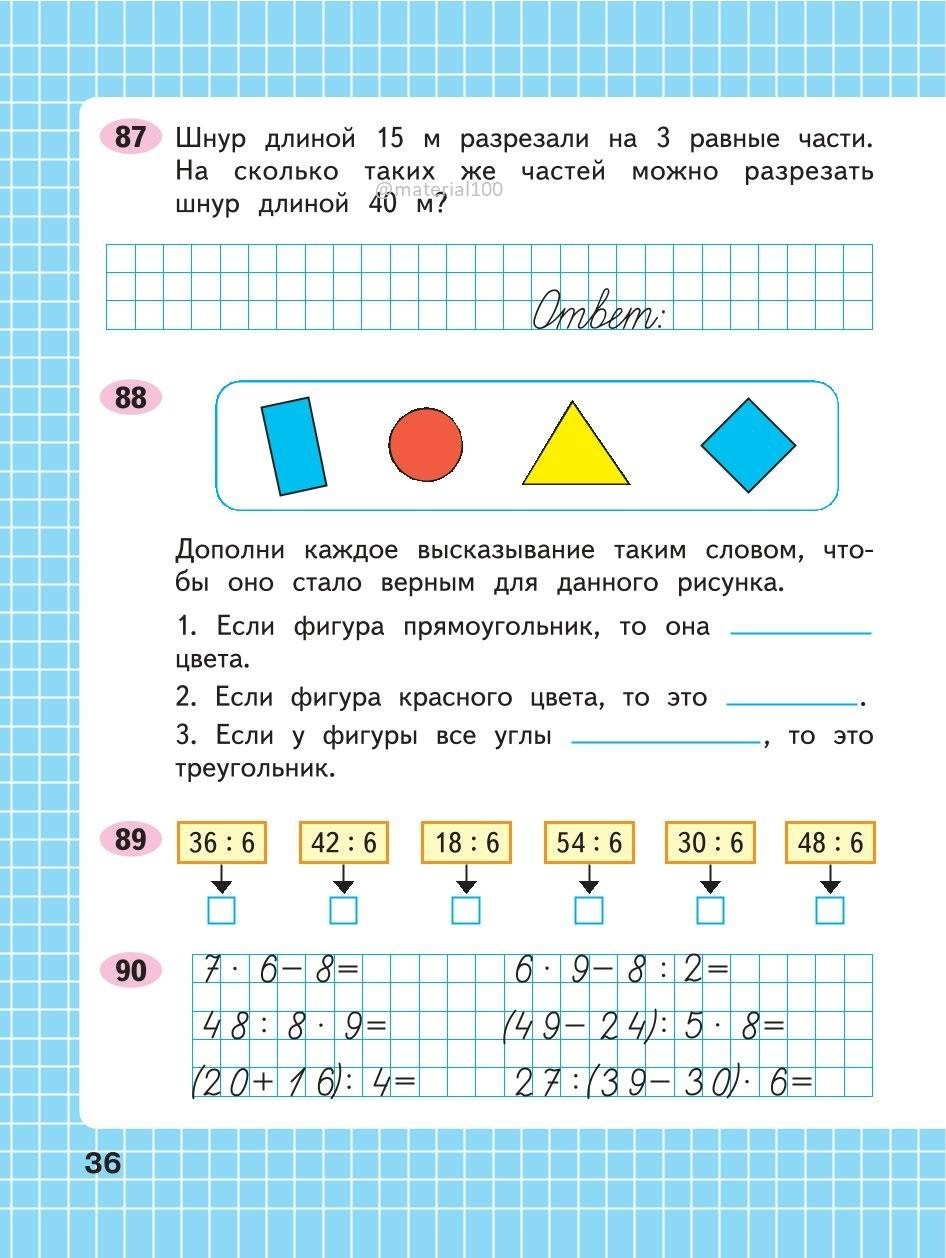 87 Шнур длиной 15 м разрезали на 3 равные части.
На сколько таких же частей можно разрезать
@material100
шнур длиной 40 м?
Ответ:
88
Дополни каждое высказывание таким словом, что-
бы оно стало верным для данного рисунка.
1. Если фигура прямоугольник, то она
цвета.
2. Если фигура красного цвета, то это .
3. Если у фигуры все углы , то это
треугольник.
89 36 : 6 42 : 6 18 : 6 54 : 6 30 : 6 48 : 6
90 7 · 6 – 8 = 6 · 9 – 8 : 2 =
48 : 8 · 9 = (49 – 24) : 5 · 8 =
(20 + 16) : 4 = 27 : (39 – 30) · 6 =
36